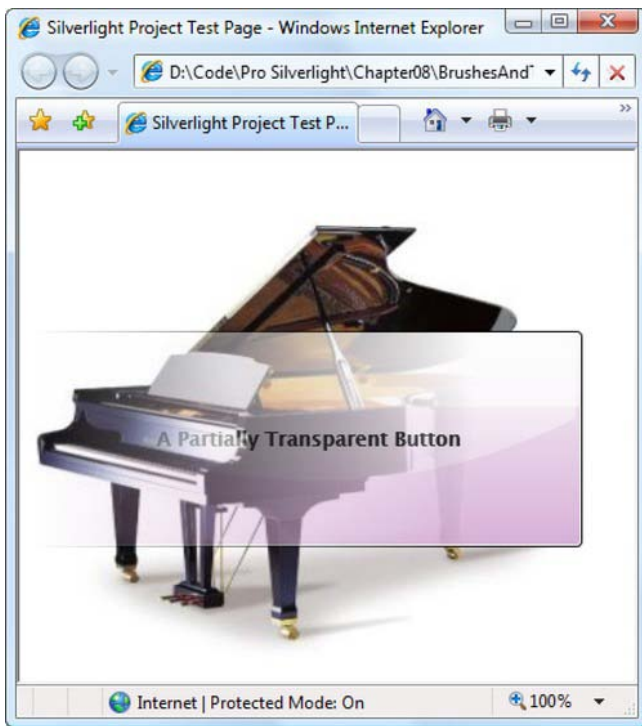 Silverlight Project Test Page - Windows Internet Explorer
D:\Code\Pro Silverlight\Chapter08\BrushesAnd
Silverlight Project Test P...
A Partially Transparent Button
Internet | Protected Mode: On
100%